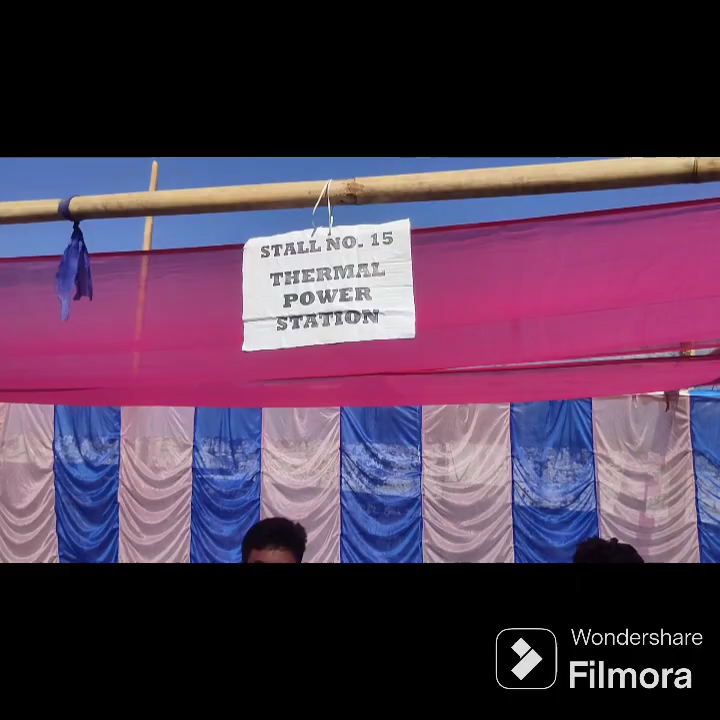 STALL NO. 15
THERMAL
POWER
STATION
Wondershare
Filmora